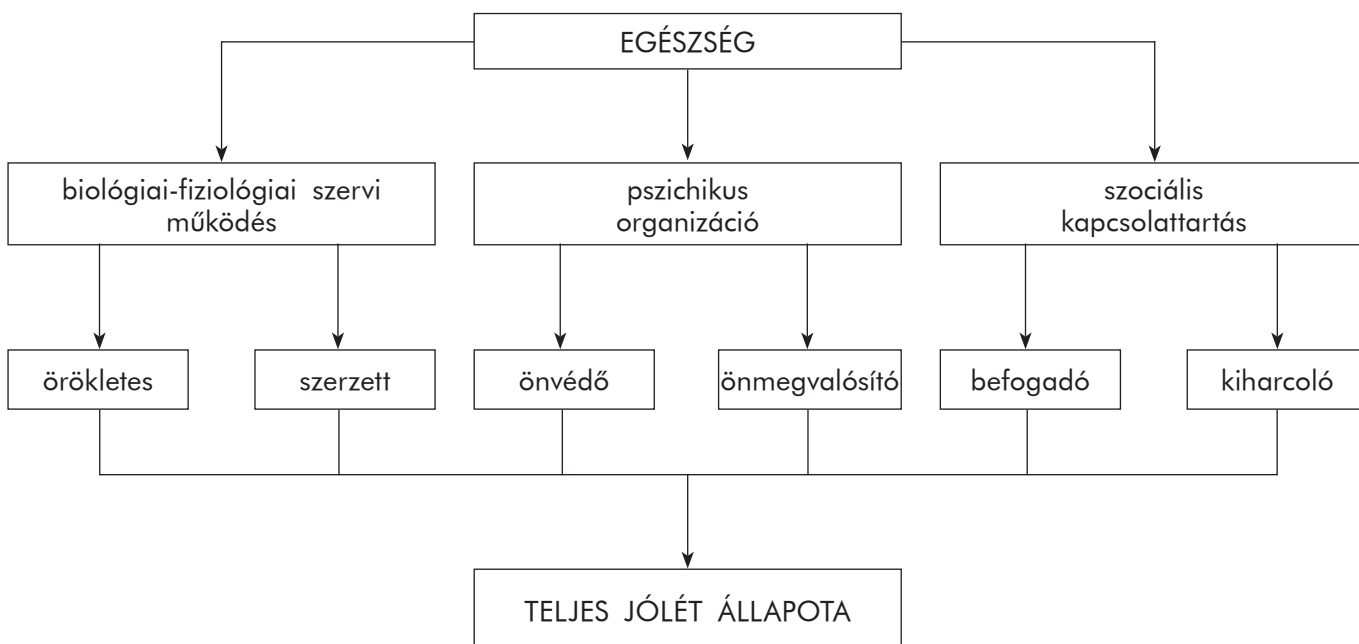 EGÉSZSÉG
biológiai-fiziológiai szervi
működés
pszichikus
organizáció
szociális
kapcsolattartás
örökletes
szerzett
önvédő
önmegvalósító
befogadó
kiharcoló
TELJES JÓLÉT ÁLLAPOTA